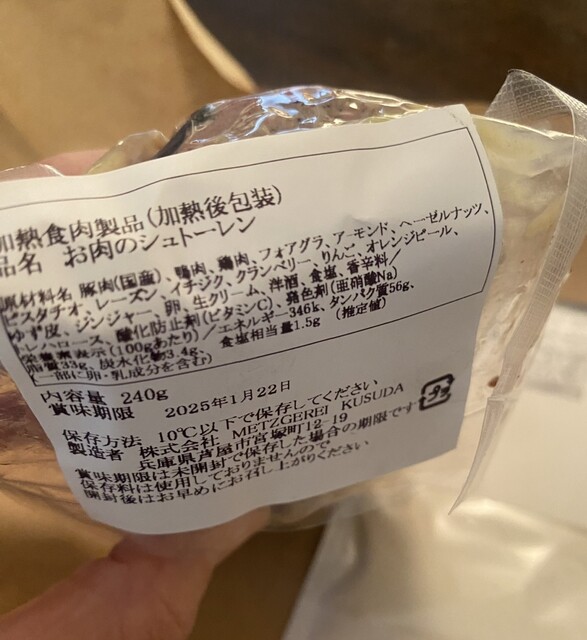 加熱食肉製品(加熱後包装)
品名 お肉のシュトーレン
原材料名 豚肉(国産)、鴨肉、鶏肉、フォアグラ、アーモンド、ヘーゼルナッツ、
ピスタチオ、レーズン、イチジク、クランベリー、りんご、オレンジピール、
ゆず皮、ジンジャー、卵、生クリーム、洋酒、食塩、香辛料/
トレハロース、酸化防止剤(ビタミンC)、発色剤(亜硝酸Na)
栄養素表示(100gあたり)/エネルギー346k、タンパク質56g、
脂質33g、炭水化物3.4g、食塩相当量1.5g (推定値)
(一部に卵・乳成分を含む)
内容量 240g
賞味期限 2025年1月22日
保存方法 10℃以下で保存してください
製造者 株式会社 METZGEREI KUSUDA
兵庫県芦屋市宮塚町12-19
賞味期限は未開封で保存した場合の期限です
保存料は使用しておりませんので、
開封後はお早めにお召し上がりください
プラ